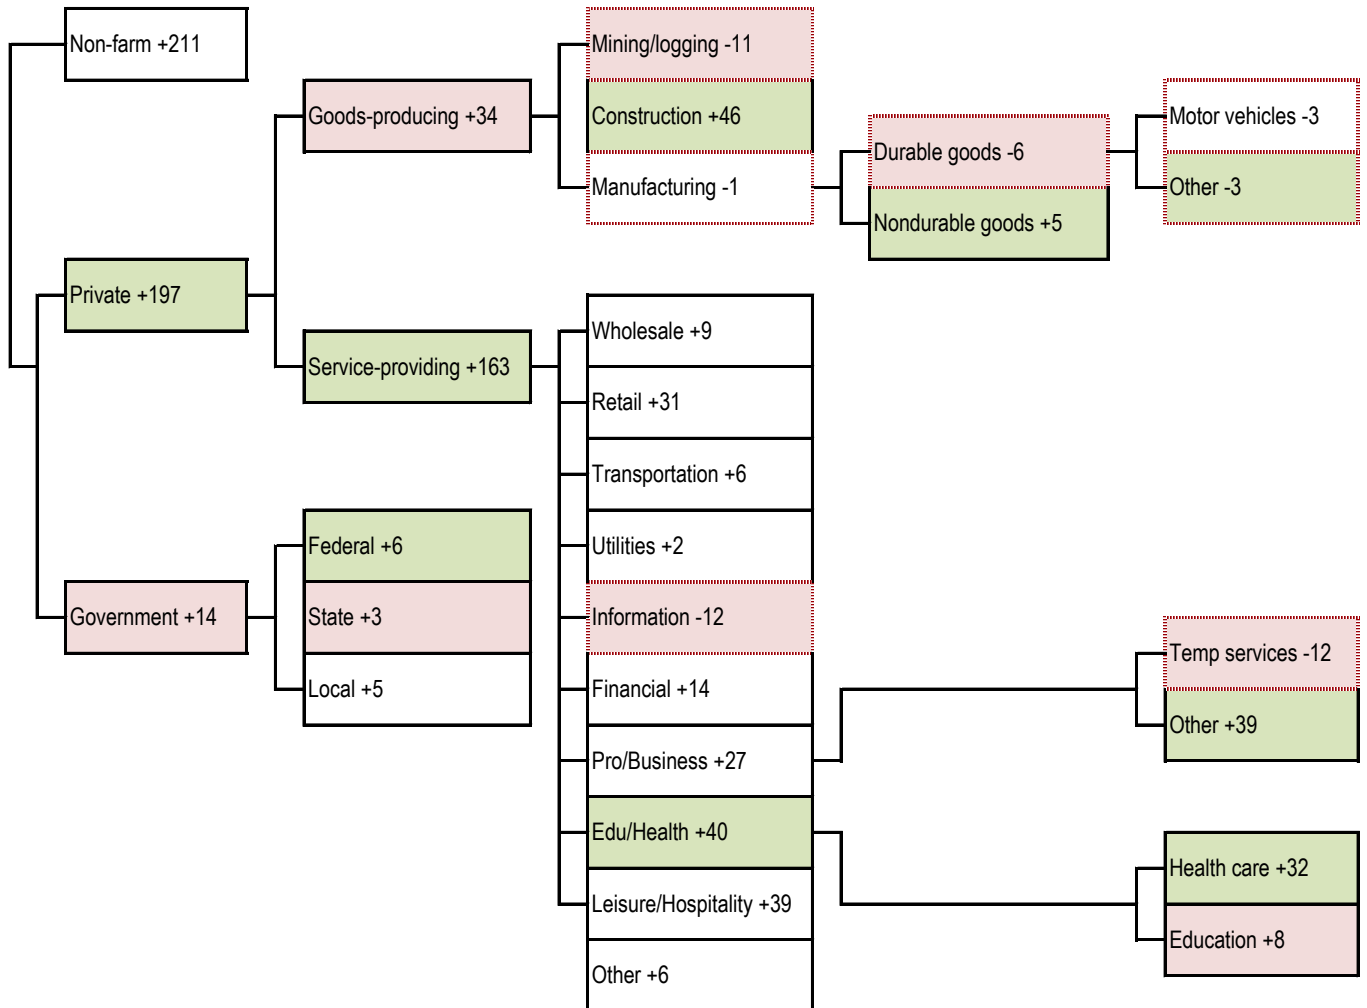 Non-farm +211
Private +197
Government +14
Goods-producing +34
Service-providing +163
Federal +6
State +3
Local +5
Mining/logging -11
Construction +46
Manufacturing -1
Wholesale +9
Retail +31
Transportation +6
Utilities +2
Information -12
Financial +14
Pro/Business +27
Edu/Health +40
Leisure/Hospitality +39
Other +6
Durable goods -6
Nondurable goods +5
Motor vehicles -3
Other -3
Temp services -12
Other +39
Health care +32
Education +8